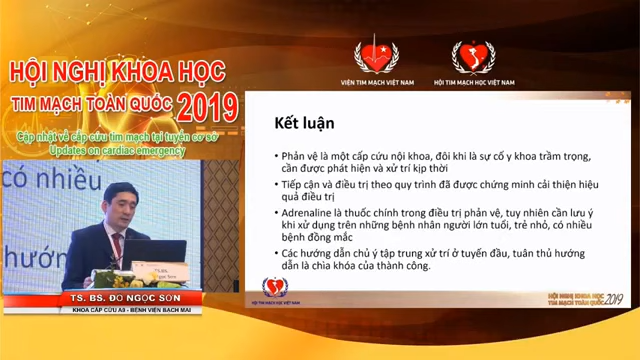 VIỆN TIM MẠCH VIỆT NAM
HỘI TIM MẠCH HỌC VIỆT NAM
HỘI NGHỊ KHOA HỌC
TIM MẠCH TOÀN QUỐC 2019
Cập nhật về cấp cứu tim mạch tại tuyến cơ sở
Updates on cardiac emergency
có nhiều
hướng
TS. BS. ĐỖ NGỌC SƠN
KHOA CẤP CỨU A9 - BỆNH VIỆN BẠCH MAI
Kết luận
• Phản vệ là một cấp cứu nội khoa, đôi khi là sự cố y khoa trầm trọng,
cần được phát hiện và xử trí kịp thời
• Tiếp cận và điều trị theo quy trình đã được chứng minh cải thiện hiệu
quả điều trị
• Adrenaline là thuốc chính trong điều trị phản vệ, tuy nhiên cần lưu ý
khi xử dụng trên những bệnh nhân người lớn tuổi, trẻ nhỏ, có nhiều
bệnh đồng mắc
• Các hướng dẫn chú ý tập trung xử trí ở tuyến đầu, tuân thủ hướng
dẫn là chìa khóa của thành công.
HỘI TIM MẠCH HỌC VIỆT NAM
HỘI NGHỊ KHOA HỌC
TIM MẠCH TOÀN QUỐC 2019